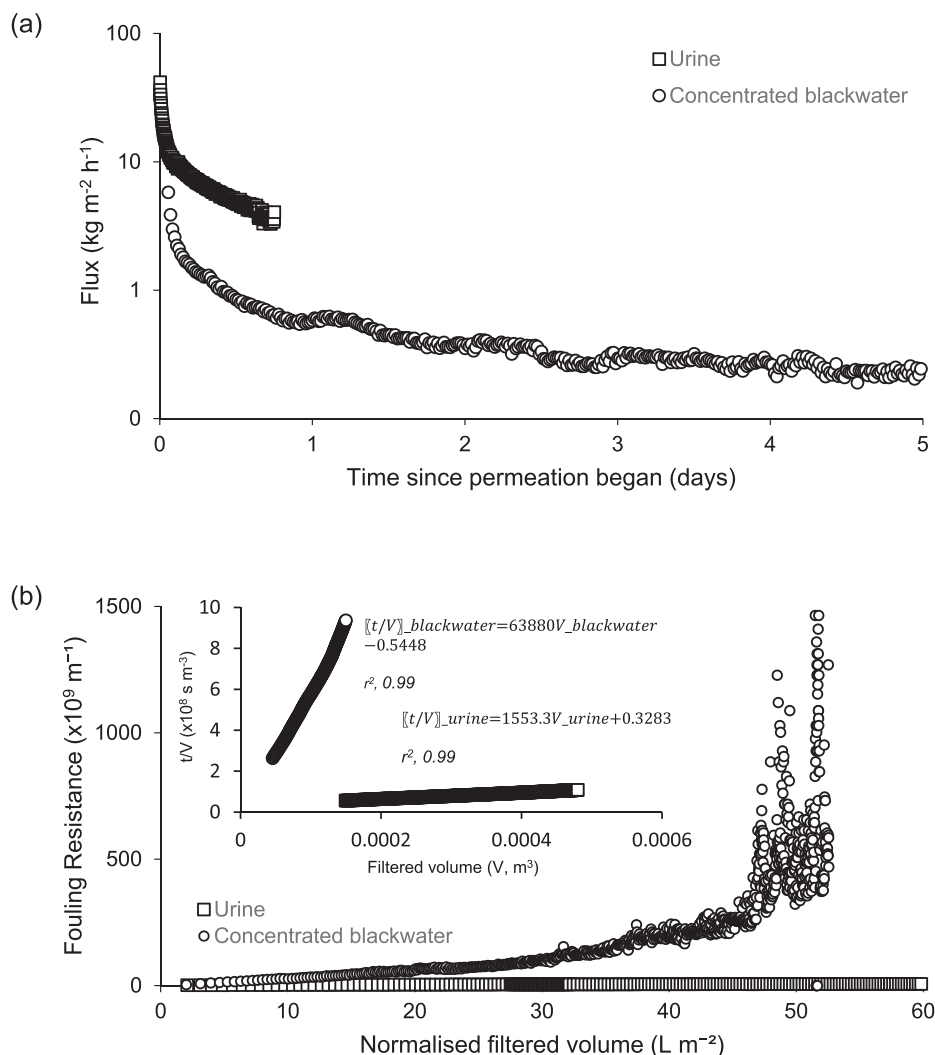 (a)
100
10
1
0
Flux (kg m⁻² h⁻¹)
Urine
Concentrated blackwater
0 1 2 3 4 5
Time since permeation began (days)
(b)
1500
1000
500
0
Fouling Resistance (x10⁹ m⁻¹)
10
8
6
4
2
0
t/V (x10⁸ s m⁻³)
〖t/V〗_blackwater=63880V_blackwater
−0.5448
r², 0.99
〖t/V〗_urine=1553.3V_urine+0.3283
r², 0.99
0 0.0002 0.0004 0.0006
Filtered volume (V, m³)
Urine
Concentrated blackwater
0 10 20 30 40 50 60
Normalised filtered volume (L m⁻²)